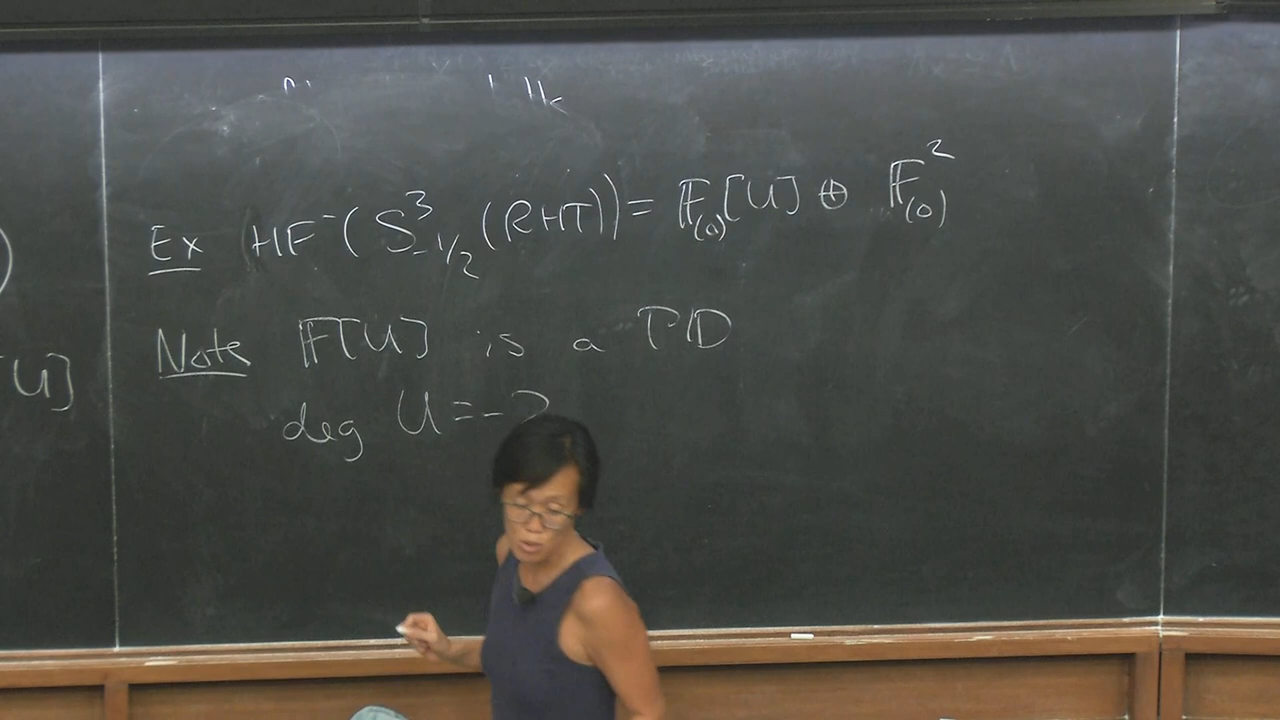 Ex HF⁻(S³₋₁/₂(RHT)) = F₍₀₎[U] ⊕ F²₍₀₎
U] Note F[U] is a PID
deg U = -2